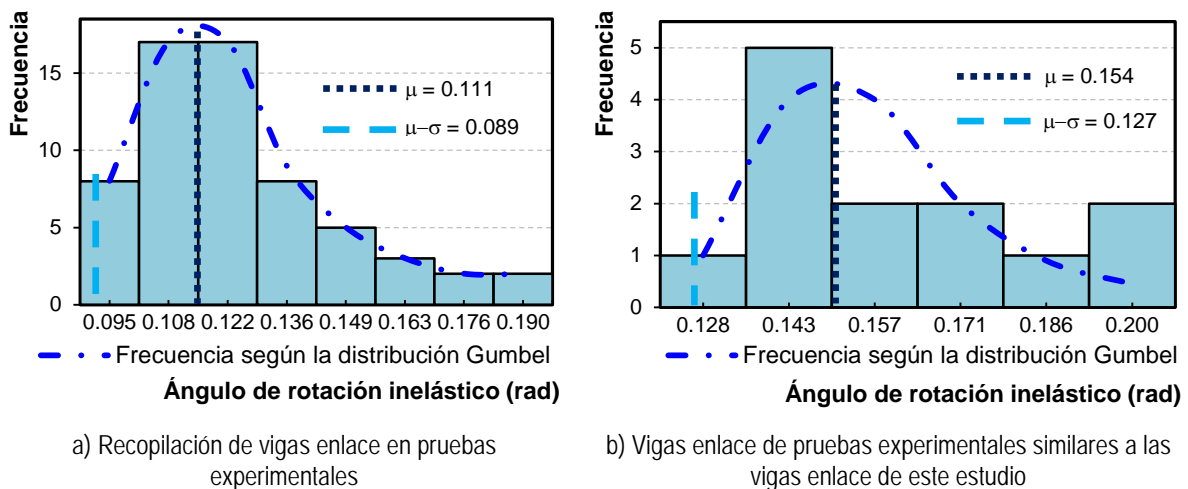 Frecuencia
15
10
5
0
μ = 0.111
μ−σ = 0.089
0.095 0.108 0.122 0.136 0.149 0.163 0.176 0.190
Frecuencia según la distribución Gumbel
Ángulo de rotación inelástico (rad)
a) Recopilación de vigas enlace en pruebas
experimentales
Frecuencia
5
4
3
2
1
0
μ = 0.154
μ−σ = 0.127
0.128 0.143 0.157 0.171 0.186 0.200
Frecuencia según la distribución Gumbel
Ángulo de rotación inelástico (rad)
b) Vigas enlace de pruebas experimentales similares a las
vigas enlace de este estudio